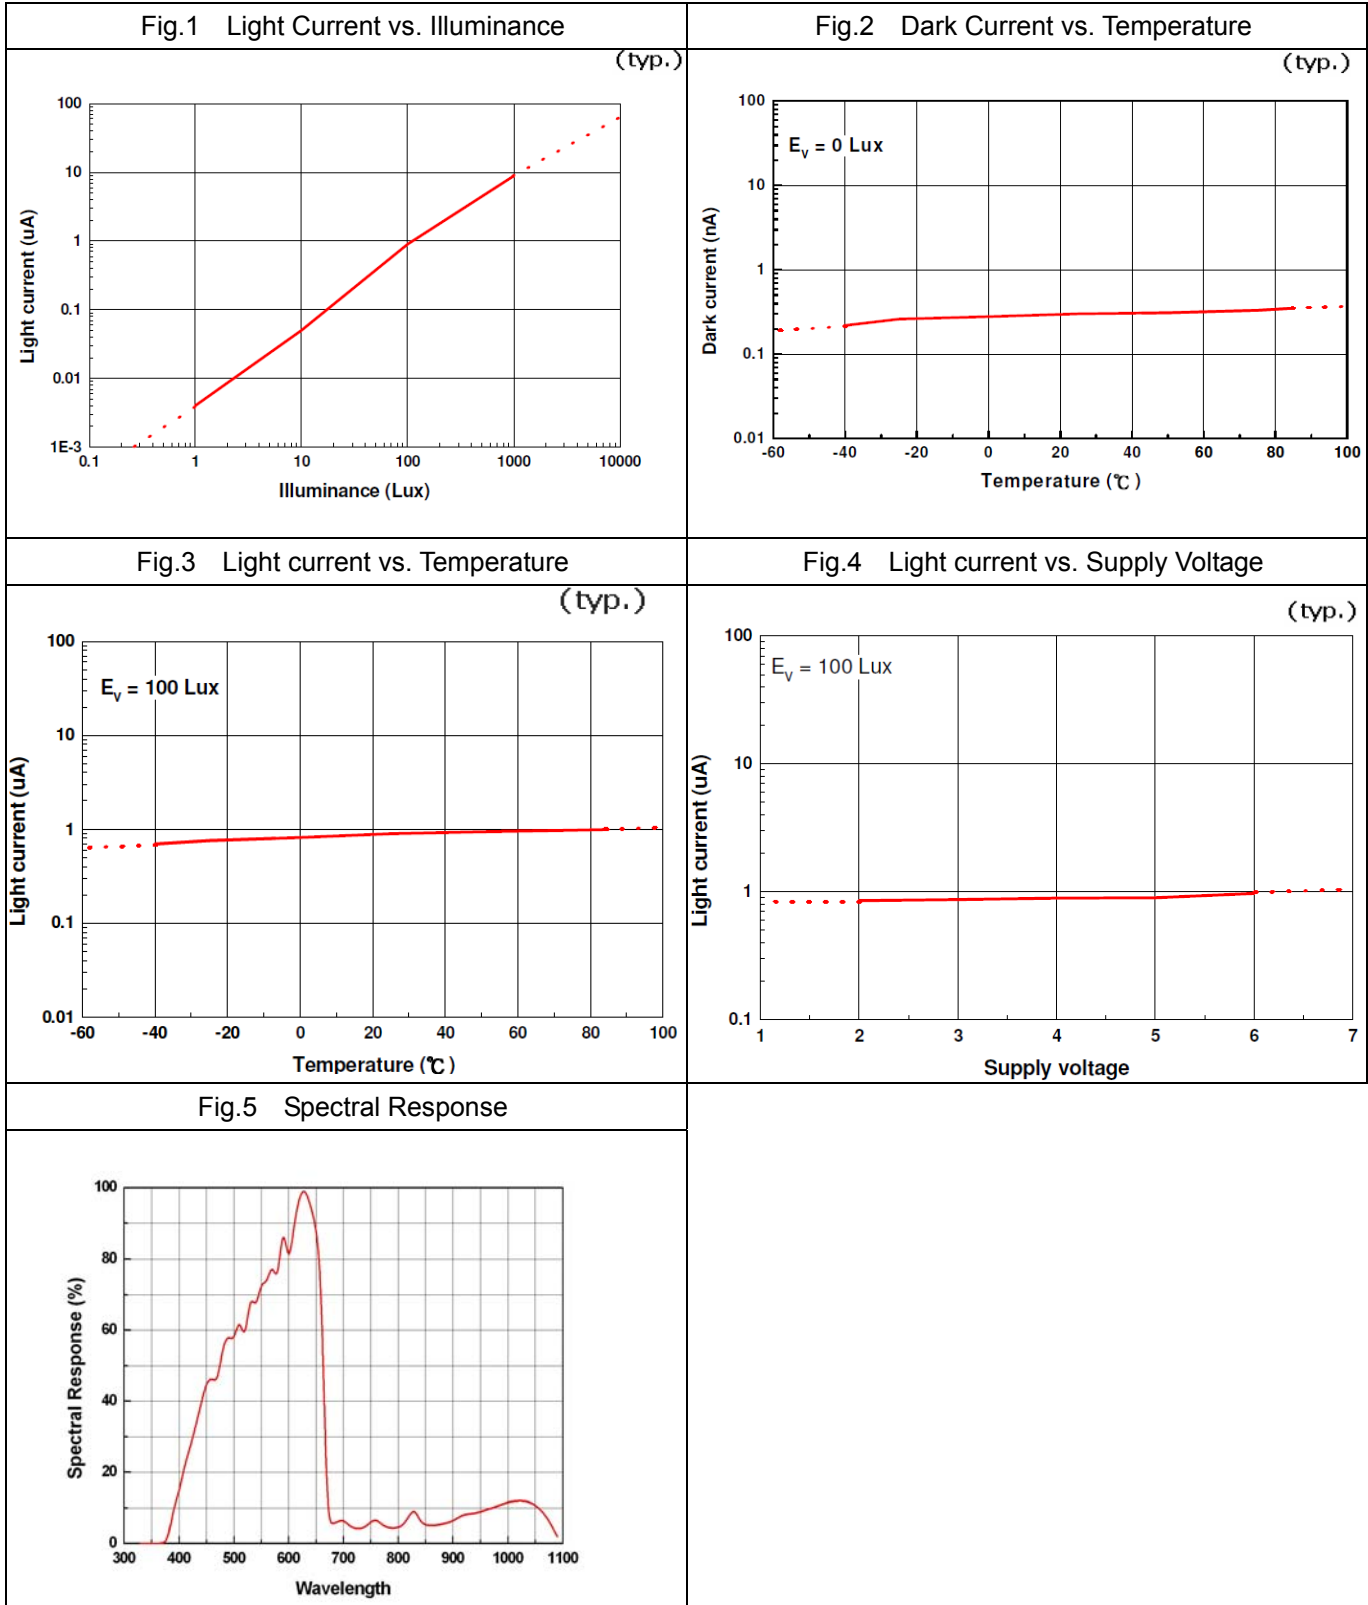 Fig.1 Light Current vs. Illuminance
(typ.)
100
10
1
0.1
0.01
1E-3
0.1 1 10 100 1000 10000
Light current (uA)
Illuminance (Lux)
Fig.2 Dark Current vs. Temperature
(typ.)
Ev = 0 Lux
100
10
1
0.1
0.01
-60 -40 -20 0 20 40 60 80 100
Dark current (nA)
Temperature (℃)
Fig.3 Light current vs. Temperature
(typ.)
Ev = 100 Lux
100
10
1
0.1
0.01
-60 -40 -20 0 20 40 60 80 100
Light current (uA)
Temperature (℃)
Fig.4 Light current vs. Supply Voltage
(typ.)
Ev = 100 Lux
100
10
1
0.1
1 2 3 4 5 6 7
Light current (uA)
Supply voltage
Fig.5 Spectral Response
100
80
60
40
20
0
300 400 500 600 700 800 900 1000 1100
Spectral Response (%)
Wavelength